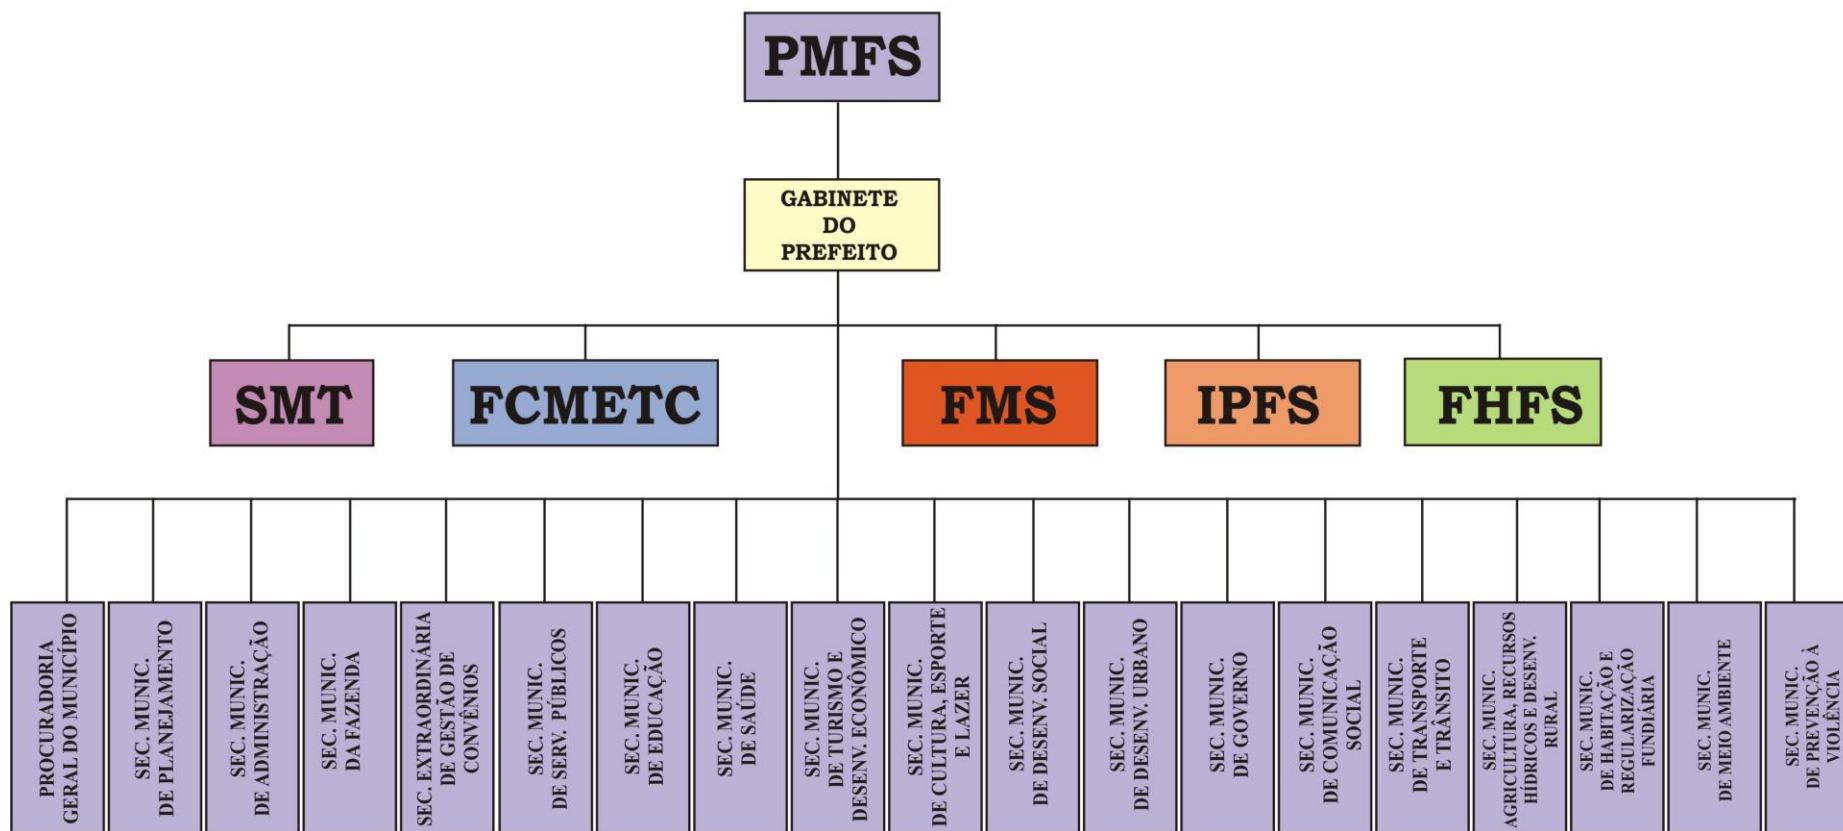 PMFS
GABINETE
DO
PREFEITO
SMT
FCMETC
FMS
IPFS
FHFS
PROCURADORIA
GERAL DO MUNICÍPIO
SEC. MUNIC.
DE PLANEJAMENTO
SEC. MUNIC.
DE ADMINISTRAÇÃO
SEC. MUNIC.
DA FAZENDA
SEC. EXTRAORDINÁRIA
DE GESTÃO DE
CONVÊNIOS
SEC. MUNIC.
DE SERV. PÚBLICOS
SEC. MUNIC.
DE EDUCAÇÃO
SEC. MUNIC.
DE SAÚDE
SEC. MUNIC.
DE TURISMO E
DESENV. ECONÔMICO
SEC. MUNIC.
DE CULTURA, ESPORTE
E LAZER
SEC. MUNIC.
DE DESENV. SOCIAL
SEC. MUNIC.
DE DESENV. URBANO
SEC. MUNIC.
DE GOVERNO
SEC. MUNIC.
DE COMUNICAÇÃO
SOCIAL
SEC. MUNIC.
DE TRANSPORTE
E TRÂNSITO
SEC. MUNIC.
AGRICULTURA, RECURSOS
HÍDRICOS E DESENV.
RURAL
SEC. MUNIC.
DE HABITAÇÃO E
REGULARIZAÇÃO
FUNDIÁRIA
SEC. MUNIC.
DE MEIO AMBIENTE
SEC. MUNIC.
DE PREVENÇÃO À
VIOLÊNCIA